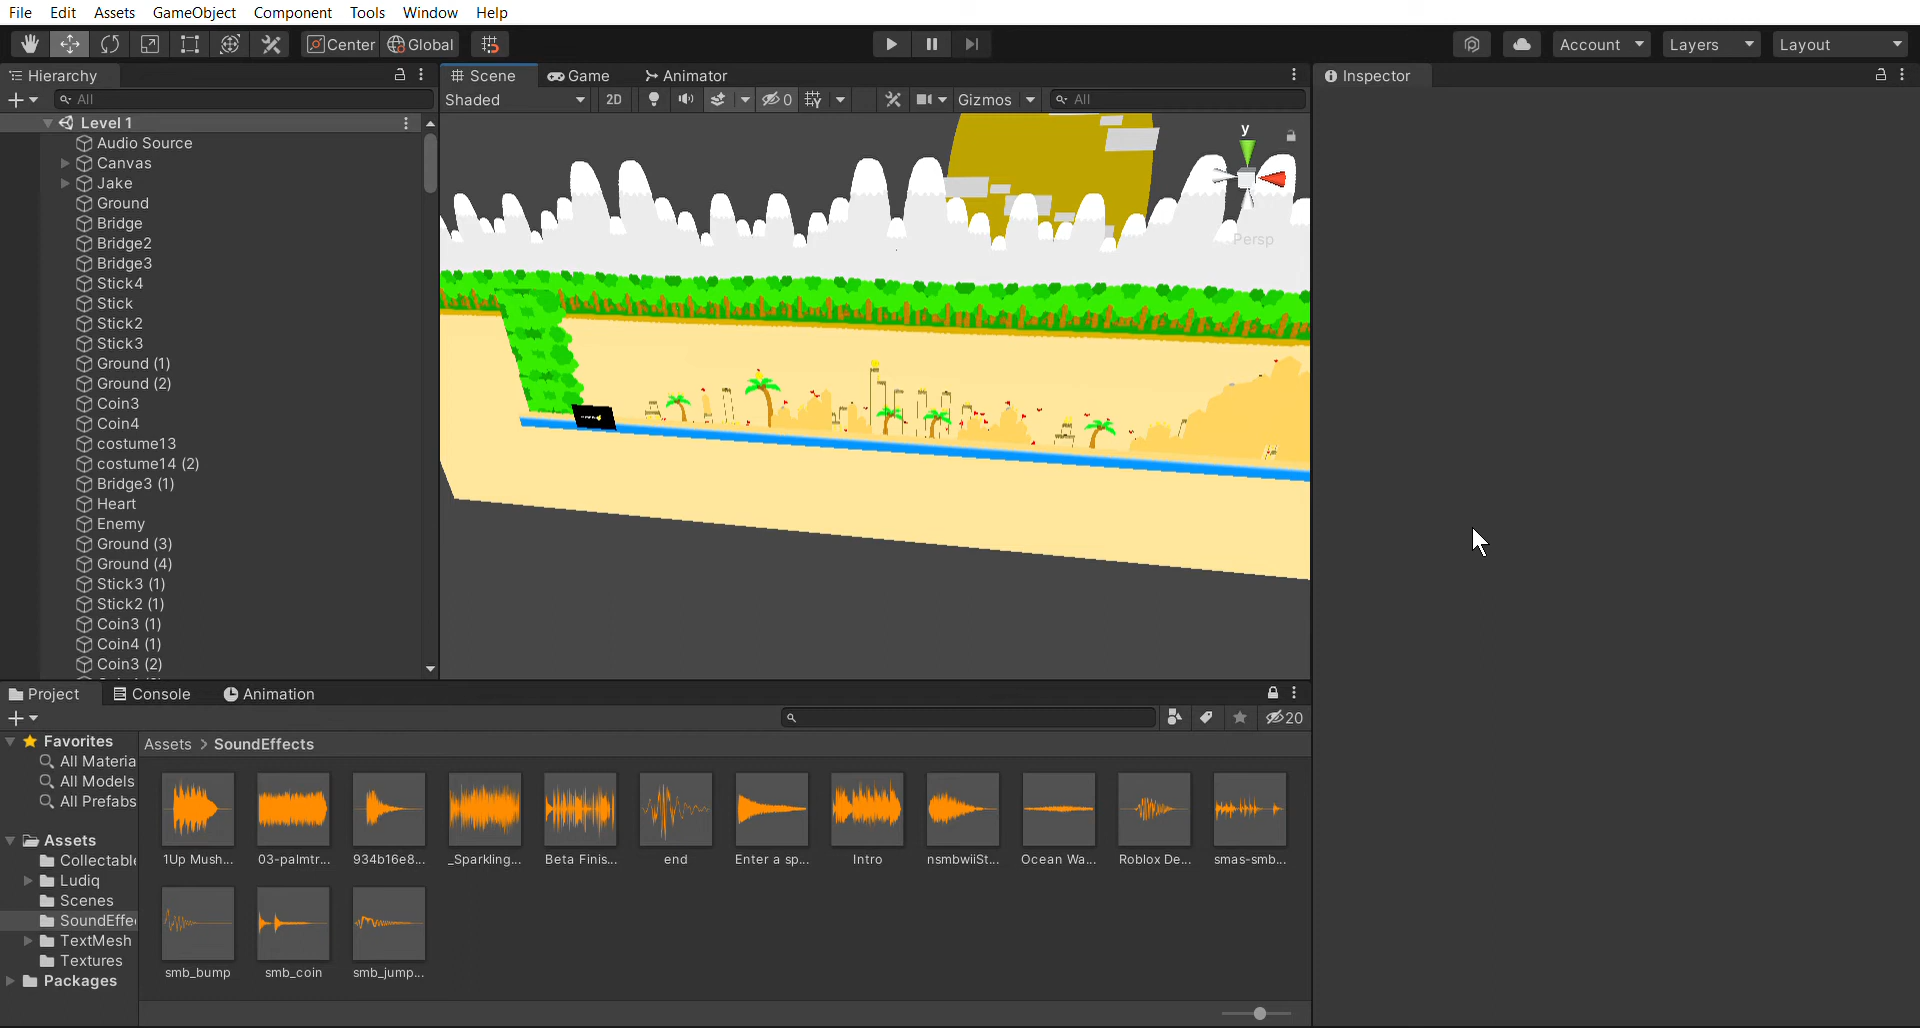 File Edit Assets GameObject Component Tools Window Help
Center Global Account Layers Layout
Hierarchy
All
Level 1
Audio Source
Canvas
Jake
Ground
Bridge
Bridge2
Bridge3
Stick4
Stick
Stick2
Stick3
Ground (1)
Ground (2)
Coin3
Coin4
costume13
costume14 (2)
Bridge3 (1)
Heart
Enemy
Ground (3)
Ground (4)
Stick3 (1)
Stick2 (1)
Coin3 (1)
Coin4 (1)
Coin3 (2)
Scene Game Animator
Shaded 2D 0 Gizmos All
y
Persp
Inspector
Project Console Animation
20
Favorites
All Materia
All Models
All Prefabs
Assets
Collectabl
Ludiq
Scenes
SoundEffe
TextMesh
Textures
Packages
Assets > SoundEffects
1Up Mush... 03-palmtr... 934b16e8... _Sparkling... Beta Finis... end Enter a sp... Intro nsmbwiiSt... Ocean Wa... Roblox De... smas-smb...
smb_bump smb_coin smb_jump...